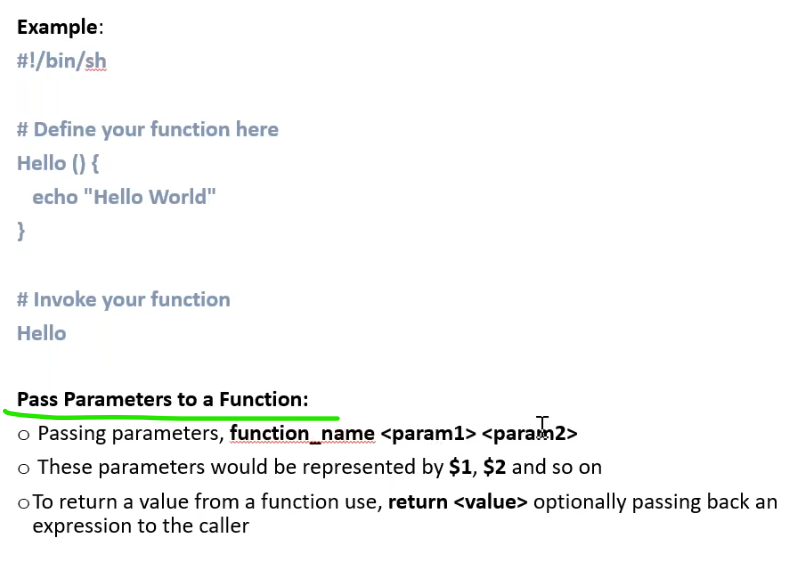 Example:
#!/bin/sh
# Define your function here
Hello () {
echo "Hello World"
}
# Invoke your function
Hello
Pass Parameters to a Function:
o Passing parameters, function_name <param1> <param2>
o These parameters would be represented by $1, $2 and so on
o To return a value from a function use, return <value> optionally passing back an
expression to the caller